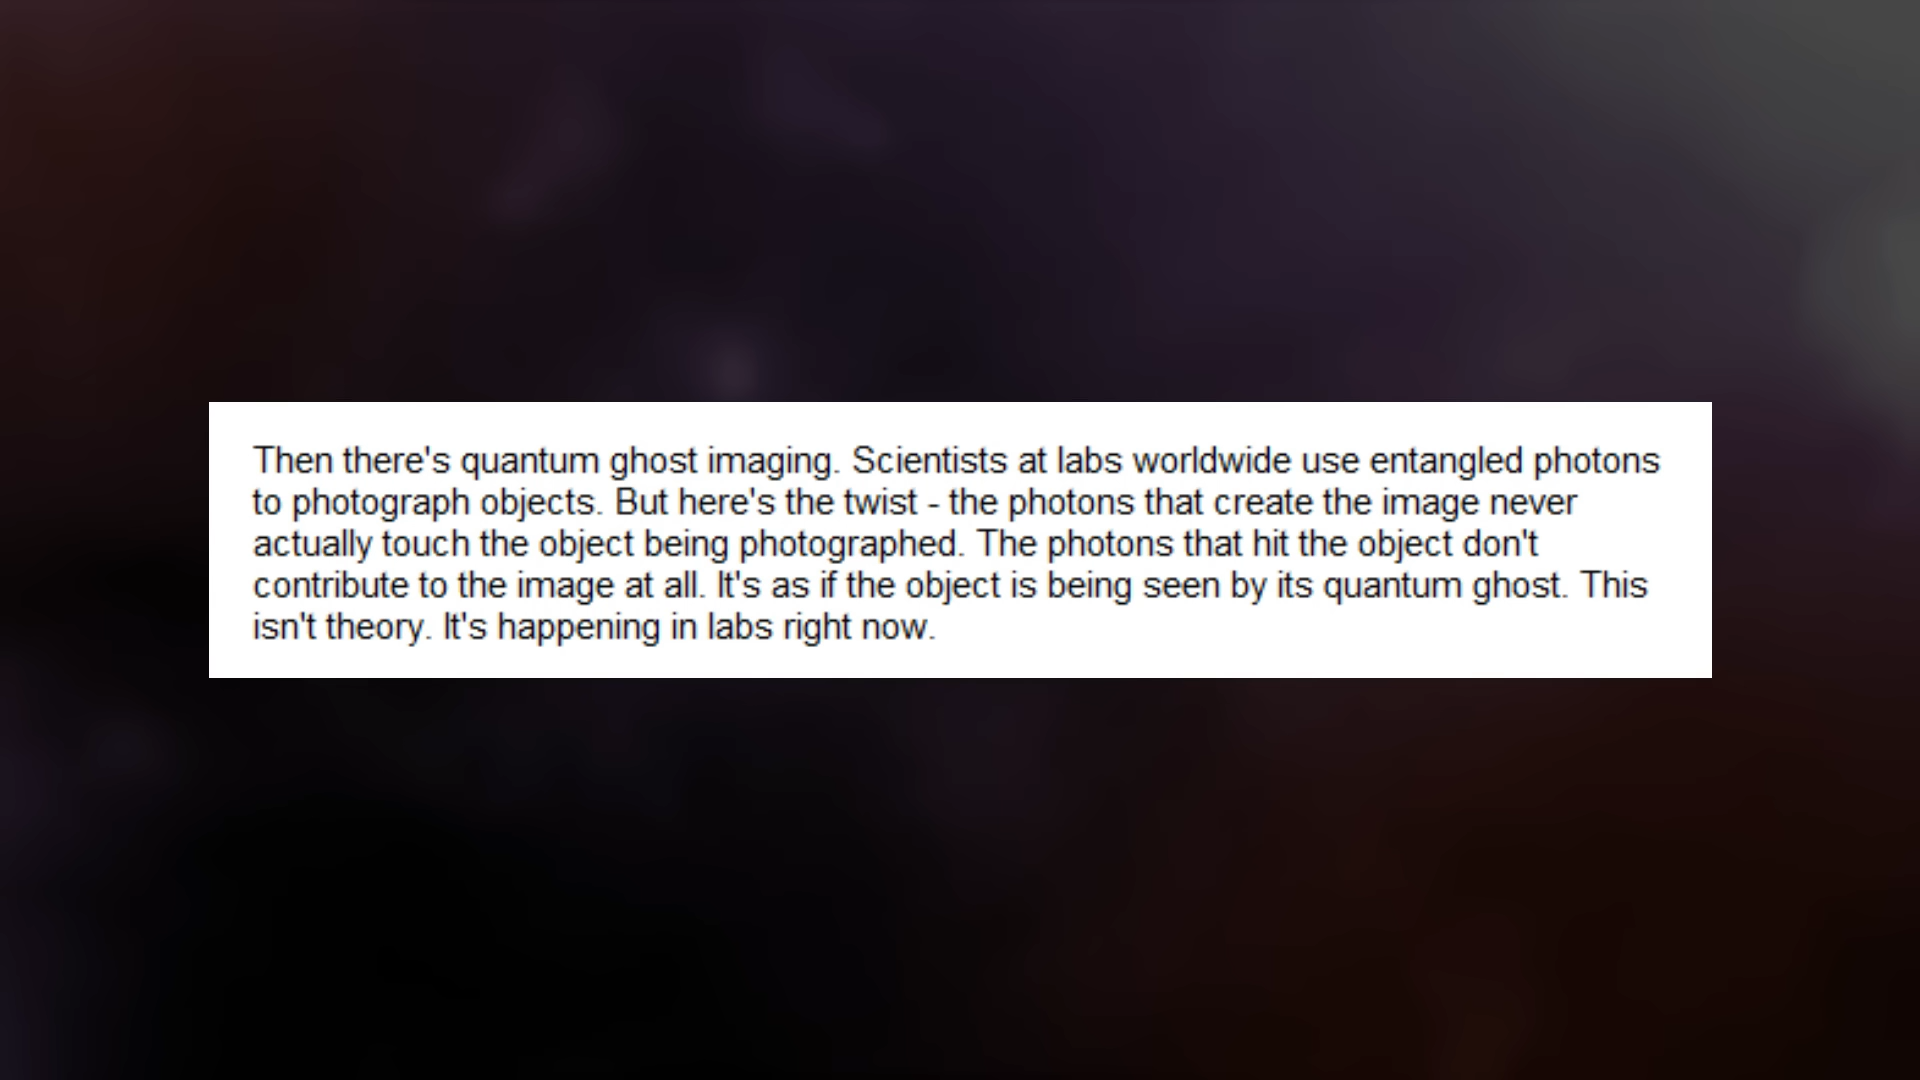 Then there's quantum ghost imaging. Scientists at labs worldwide use entangled photons
to photograph objects. But here's the twist - the photons that create the image never
actually touch the object being photographed. The photons that hit the object don't
contribute to the image at all. It's as if the object is being seen by its quantum ghost. This
isn't theory. It's happening in labs right now.